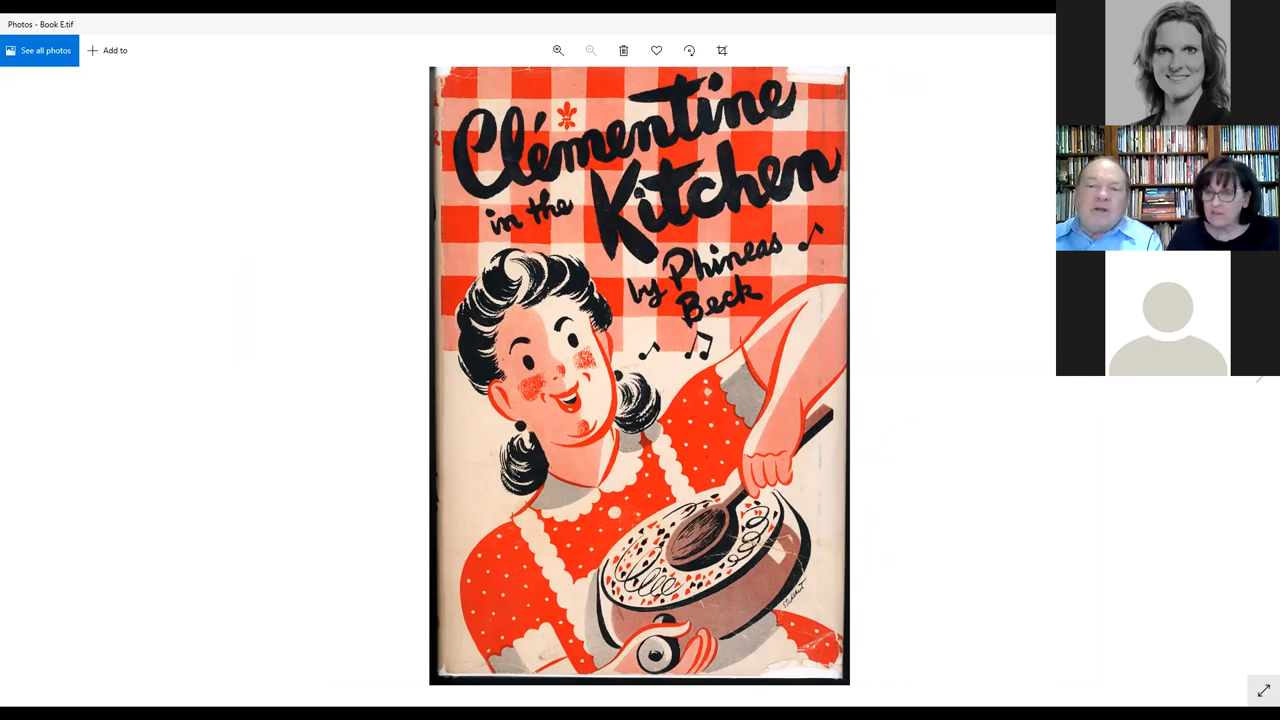 Photos - Book E.tif
See all photos
Add to
Clémentine
in the Kitchen
by Phineas
Beck